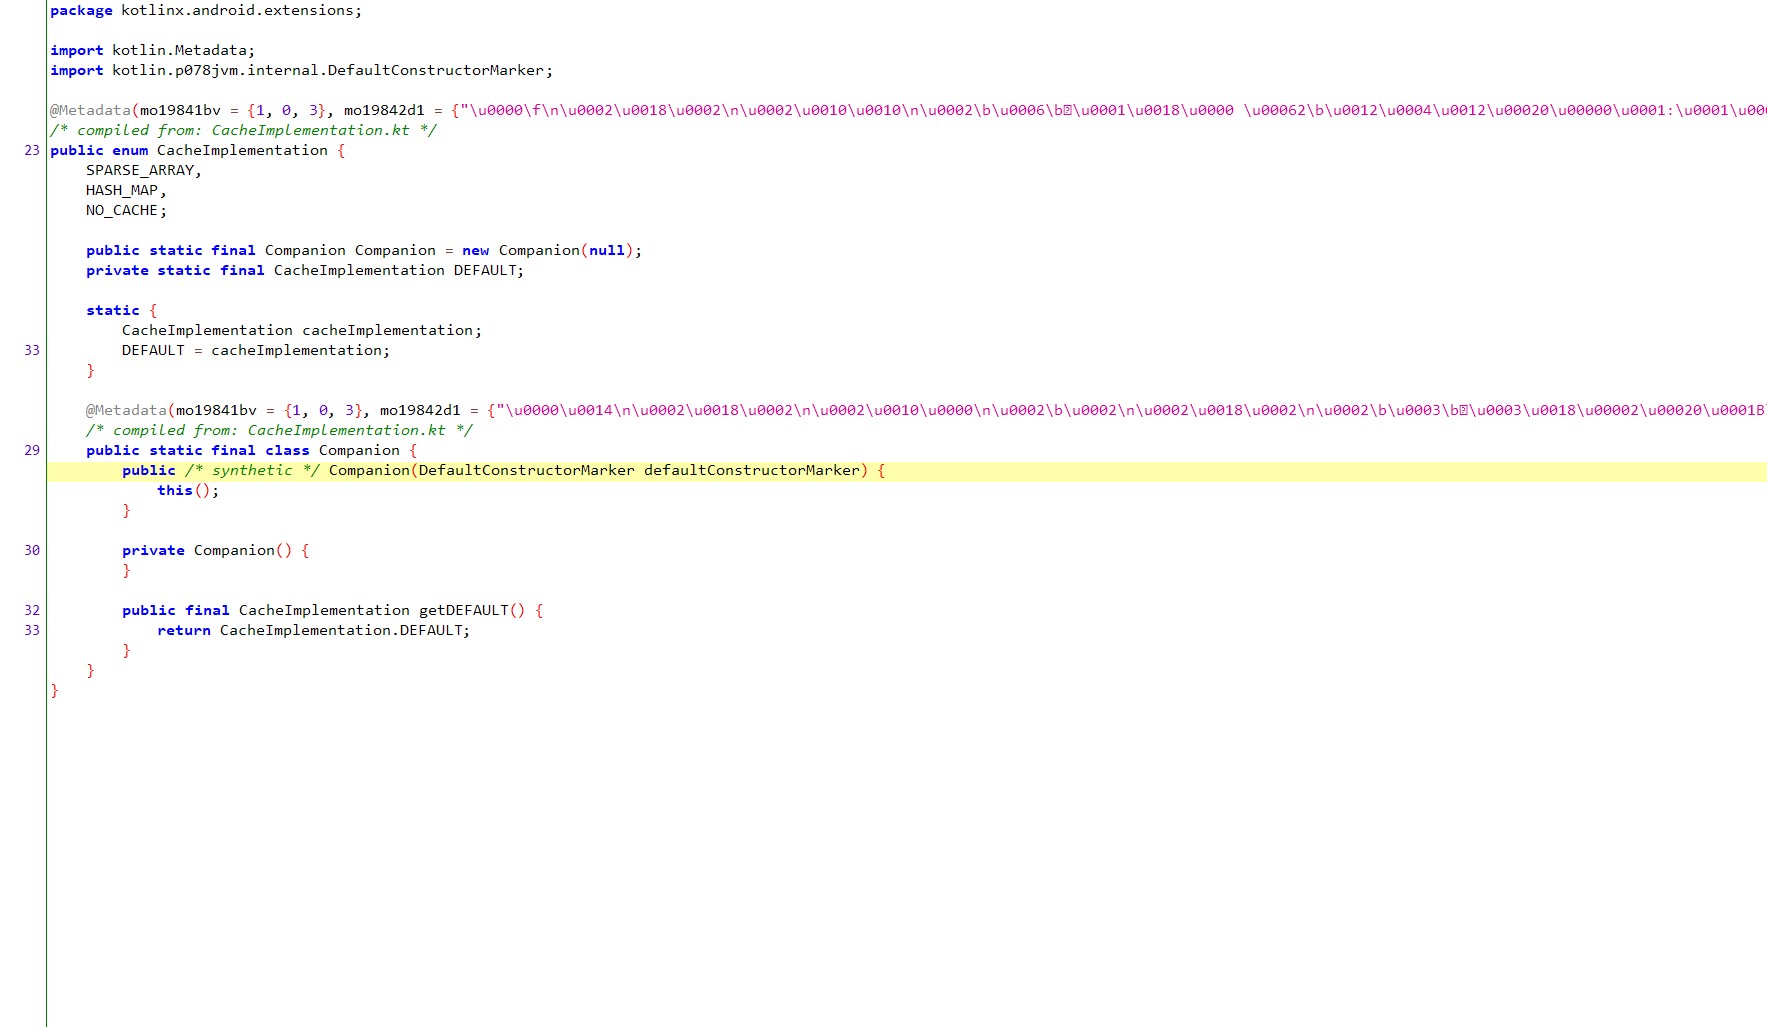 package kotlinx.android.extensions;
import kotlin.Metadata;
import kotlin.p078jvm.internal.DefaultConstructorMarker;
@Metadata(mo19841bv = {1, 0, 3}, mo19842d1 = {"\u0000\f\n\u0002\u0018\u0002\n\u0002\u0010\u0010\n\u0002\b\u0006\b\u0001\u0018\u0000 \u00062\b\u0012\u0004\u0012\u00020\u00000\u0001:\u0001\u00
/* compiled from: CacheImplementation.kt */
23 public enum CacheImplementation {
SPARSE_ARRAY,
HASH_MAP,
NO_CACHE;
public static final Companion Companion = new Companion(null);
private static final CacheImplementation DEFAULT;
static {
CacheImplementation cacheImplementation;
33 DEFAULT = cacheImplementation;
}
@Metadata(mo19841bv = {1, 0, 3}, mo19842d1 = {"\u0000\u0014\n\u0002\u0018\u0002\n\u0002\u0010\u0000\n\u0002\b\u0002\n\u0002\u0018\u0002\n\u0002\b\u0003\b\u0003\u0018\u00002\u00020\u0001B
/* compiled from: CacheImplementation.kt */
29 public static final class Companion {
public /* synthetic */ Companion(DefaultConstructorMarker defaultConstructorMarker) {
this();
}
30 private Companion() {
}
32 public final CacheImplementation getDEFAULT() {
33 return CacheImplementation.DEFAULT;
}
}
}